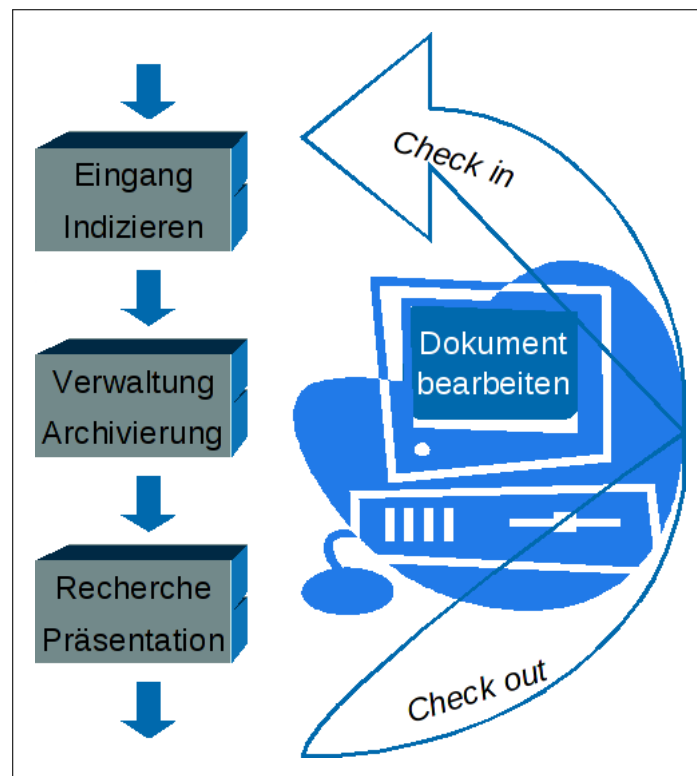 Eingang
Indizieren
Verwaltung
Archivierung
Recherche
Präsentation
Check in
Dokument
bearbeiten
Check out